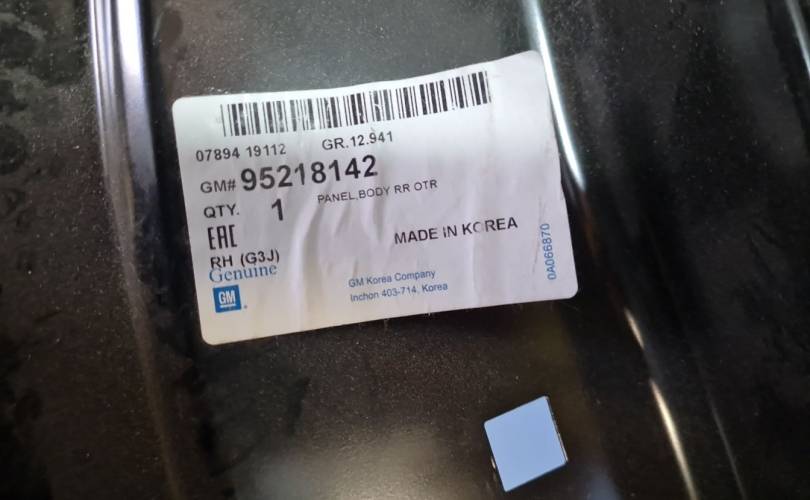 07894 19112 GR.12.941
GM# 95218142
QTY. 1 PANEL,BODY RR OTR
EAC
RH (G3J) MADE IN KOREA
Genuine
GM
GM Korea Company
Inchon 403-714, Korea
0A066870